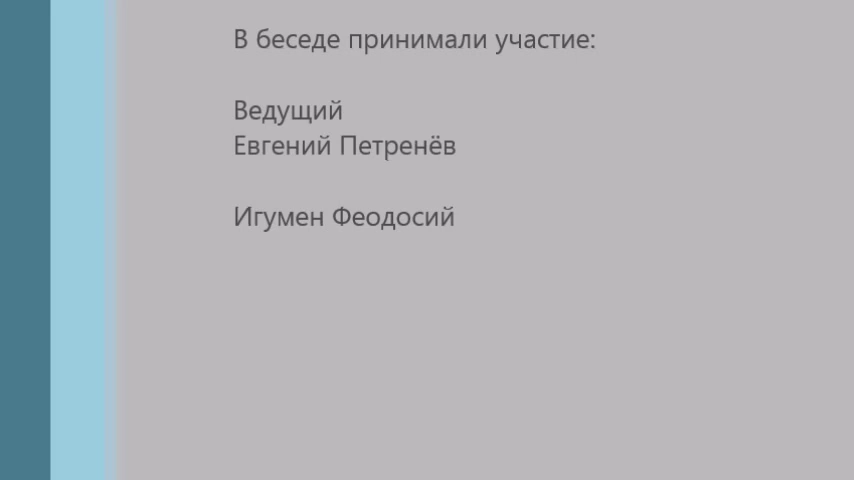 В беседе принимали участие:
Ведущий
Евгений Петренёв
Игумен Феодосий